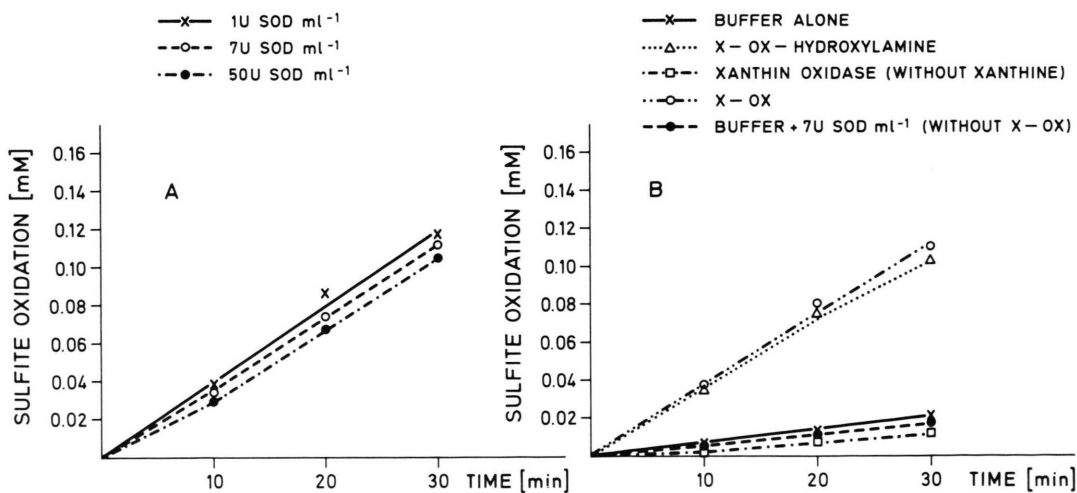 1U SOD ml⁻¹
7U SOD ml⁻¹
50U SOD ml⁻¹
SULFITE OXIDATION [mM]
0.16
0.14
0.12
0.10
0.08
0.06
0.04
0.02
A
10
20
30
TIME [min]
BUFFER ALONE
X-OX-HYDROXYLAMINE
XANTHIN OXIDASE (WITHOUT XANTHINE)
X-OX
BUFFER + 7U SOD ml⁻¹ (WITHOUT X-OX)
SULFITE OXIDATION [mM]
0.16
0.14
0.12
0.10
0.08
0.06
0.04
0.02
B
10
20
30
TIME [min]